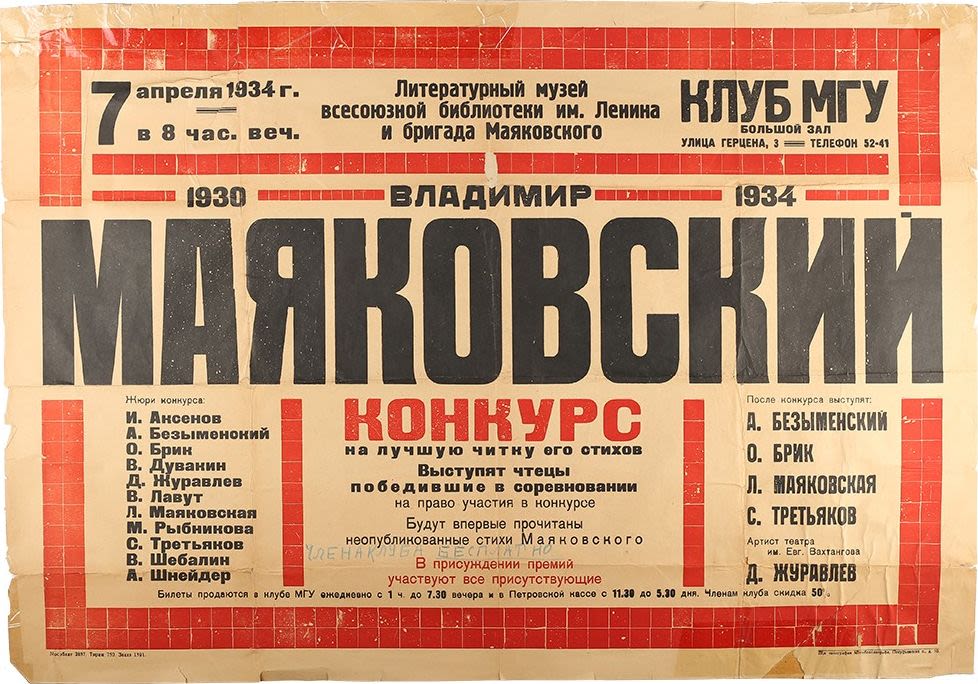 7 апреля 1934 г.
в 8 час. веч.
Литературный музей
всесоюзной библиотеки им. Ленина
и бригада Маяковского
КЛУБ МГУ
БОЛЬШОЙ ЗАЛ
УЛИЦА ГЕРЦЕНА, 3 — ТЕЛЕФОН 52-41
1930 ВЛАДИМИР 1934
МАЯКОВСКИЙ
Жюри конкурса:
И. Аксенов
А. Безыменский
О. Брик
В. Дувакин
Д. Журавлев
В. Лавут
Л. Маяковская
М. Рыбникова
С. Третьяков
В. Шебалин
А. Шнейдер
КОНКУРС
на лучшую читку его стихов
Выступят чтецы
победившие в соревновании
на право участия в конкурсе
Будут впервые прочитаны
неопубликованные стихи Маяковского
ЧЛЕНА КЛУБА БЕСПЛАТНО
В присуждении премий
участвуют все присутствующие
После конкурса выступят:
А. БЕЗЫМЕНСКИЙ
О. БРИК
Л. МАЯКОВСКАЯ
С. ТРЕТЬЯКОВ
Артист театра
им. Евг. Вахтангова
Д. ЖУРАВЛЕВ
Билеты продаются в клубе МГУ ежедневно с 1 ч. до 7.30 вечера и в Петровской кассе с 11.30 до 5.30 дня. Членам клуба скидка 50%
Тираж 750. Заказ